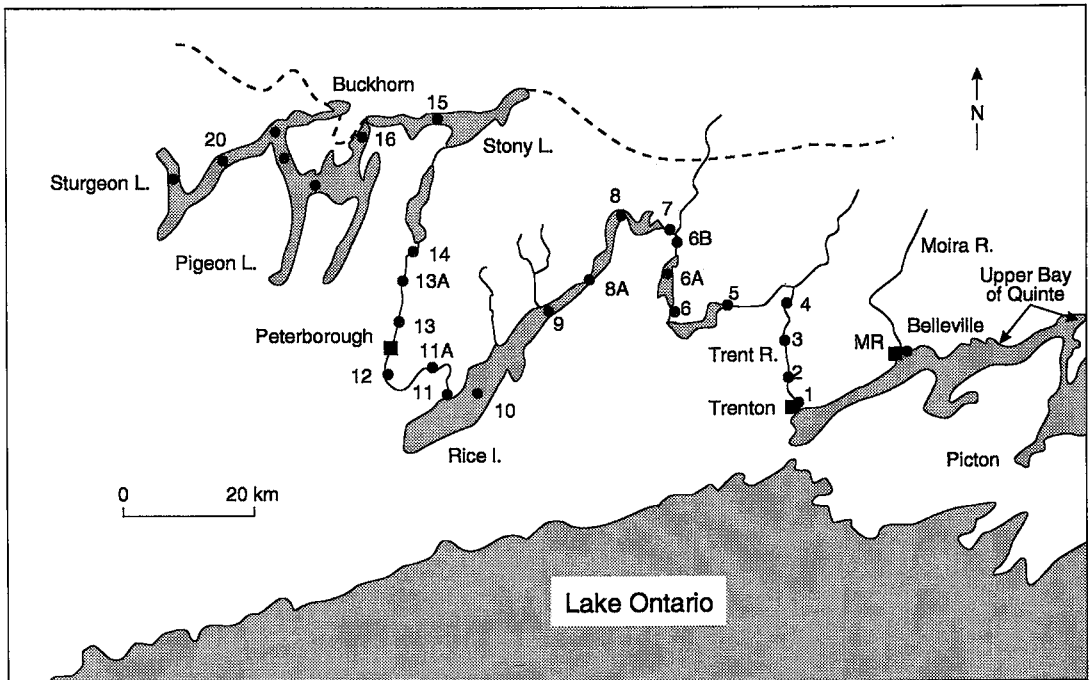 Buckhorn
15
N
20
16
Stony L.
Sturgeon L.
8
7
6B
Moira R.
Pigeon L.
14
13A
8A
6A
Upper Bay
of Quinte
5
4
6
9
Peterborough
13
11A
Trent R.
3
MR
Belleville
12
11
10
2
1
Trenton
Rice l.
Picton
0
20 km
Lake Ontario